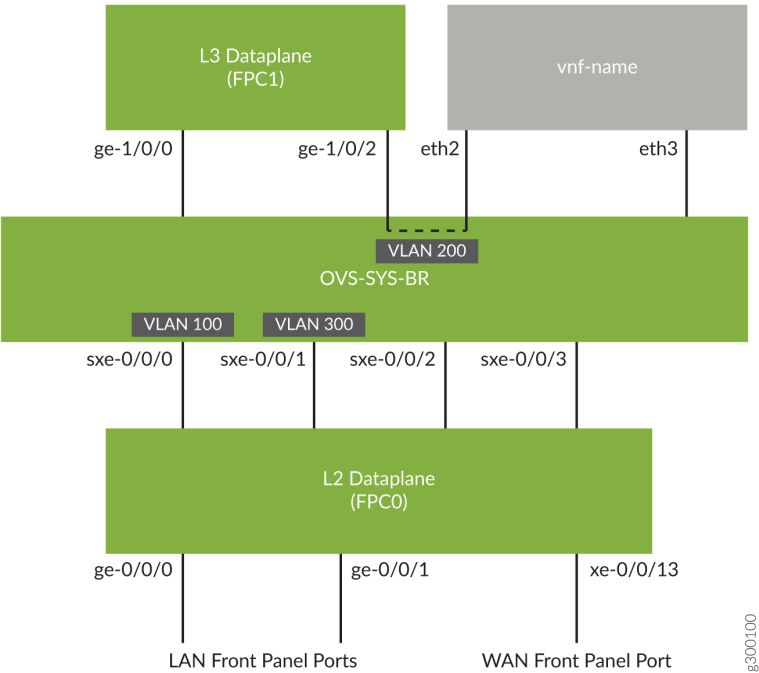 L3 Dataplane
(FPC1)
vnf-name
ge-1/0/0
ge-1/0/2
eth2
eth3
VLAN 200
OVS-SYS-BR
VLAN 100
VLAN 300
sxe-0/0/0
sxe-0/0/1
sxe-0/0/2
sxe-0/0/3
L2 Dataplane
(FPC0)
ge-0/0/0
ge-0/0/1
xe-0/0/13
LAN Front Panel Ports
WAN Front Panel Port
g300100